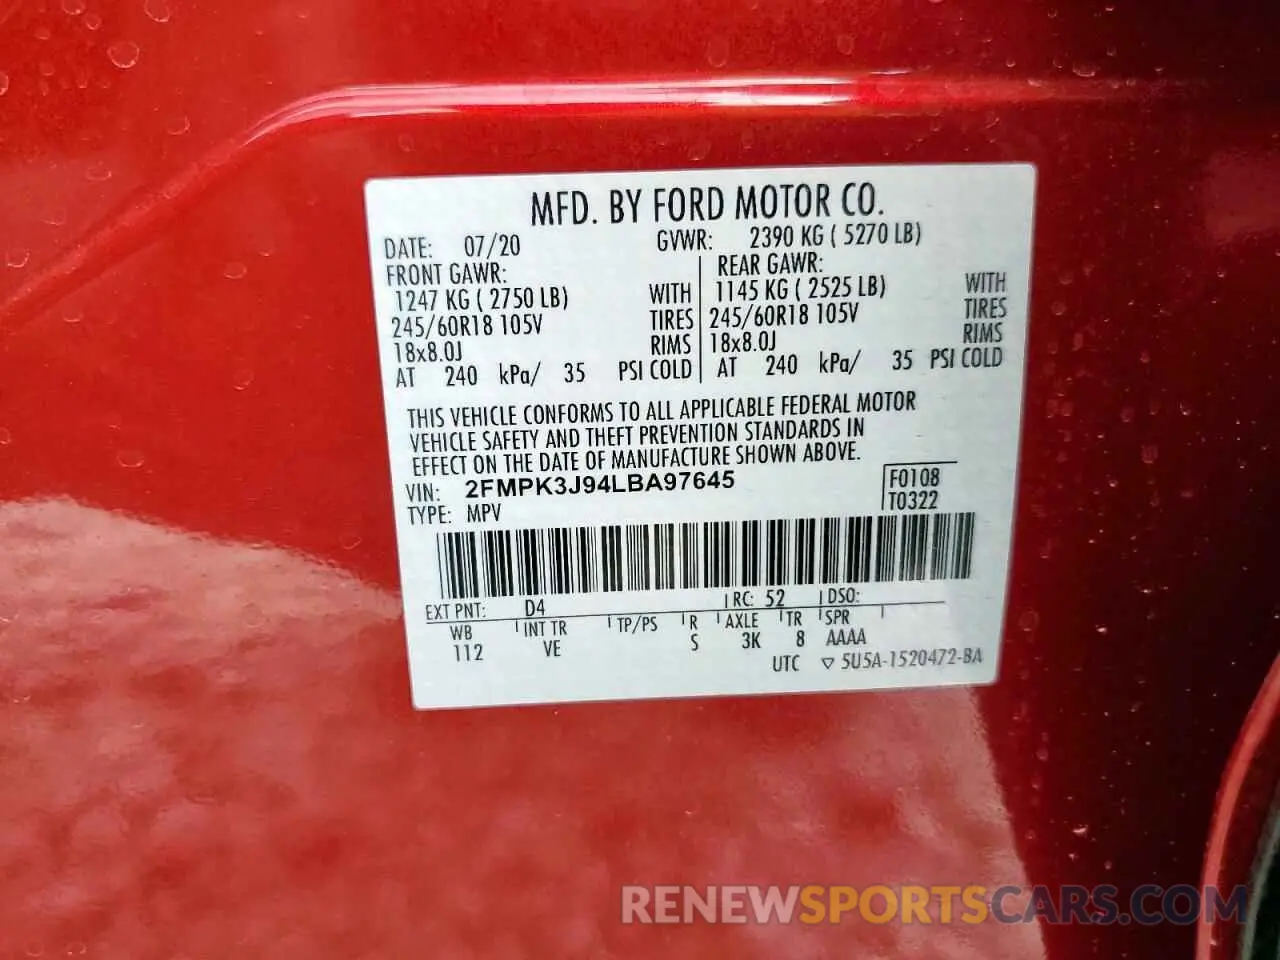 MFD. BY FORD MOTOR CO.
DATE: 07/20 GVWR: 2390 KG ( 5270 LB)
FRONT GAWR: REAR GAWR:
1247 KG ( 2750 LB) WITH 1145 KG ( 2525 LB) WITH
245/60R18 105V TIRES 245/60R18 105V TIRES
18x8.0J RIMS 18x8.0J RIMS
AT 240 kPa/ 35 PSI COLD AT 240 kPa/ 35 PSI COLD
THIS VEHICLE CONFORMS TO ALL APPLICABLE FEDERAL MOTOR
VEHICLE SAFETY AND THEFT PREVENTION STANDARDS IN
EFFECT ON THE DATE OF MANUFACTURE SHOWN ABOVE.
VIN: 2FMPK3J94LBA97645 F0108
TYPE: MPV T0322
EXT PNT: D4 RC: 52 DSO:
WB INT TR TP/PS R AXLE TR SPR
112 VE S 3K 8 AAAA
UTC ▽ 5U5A-1520472-BA
RENEWSPORTSCARS.COM